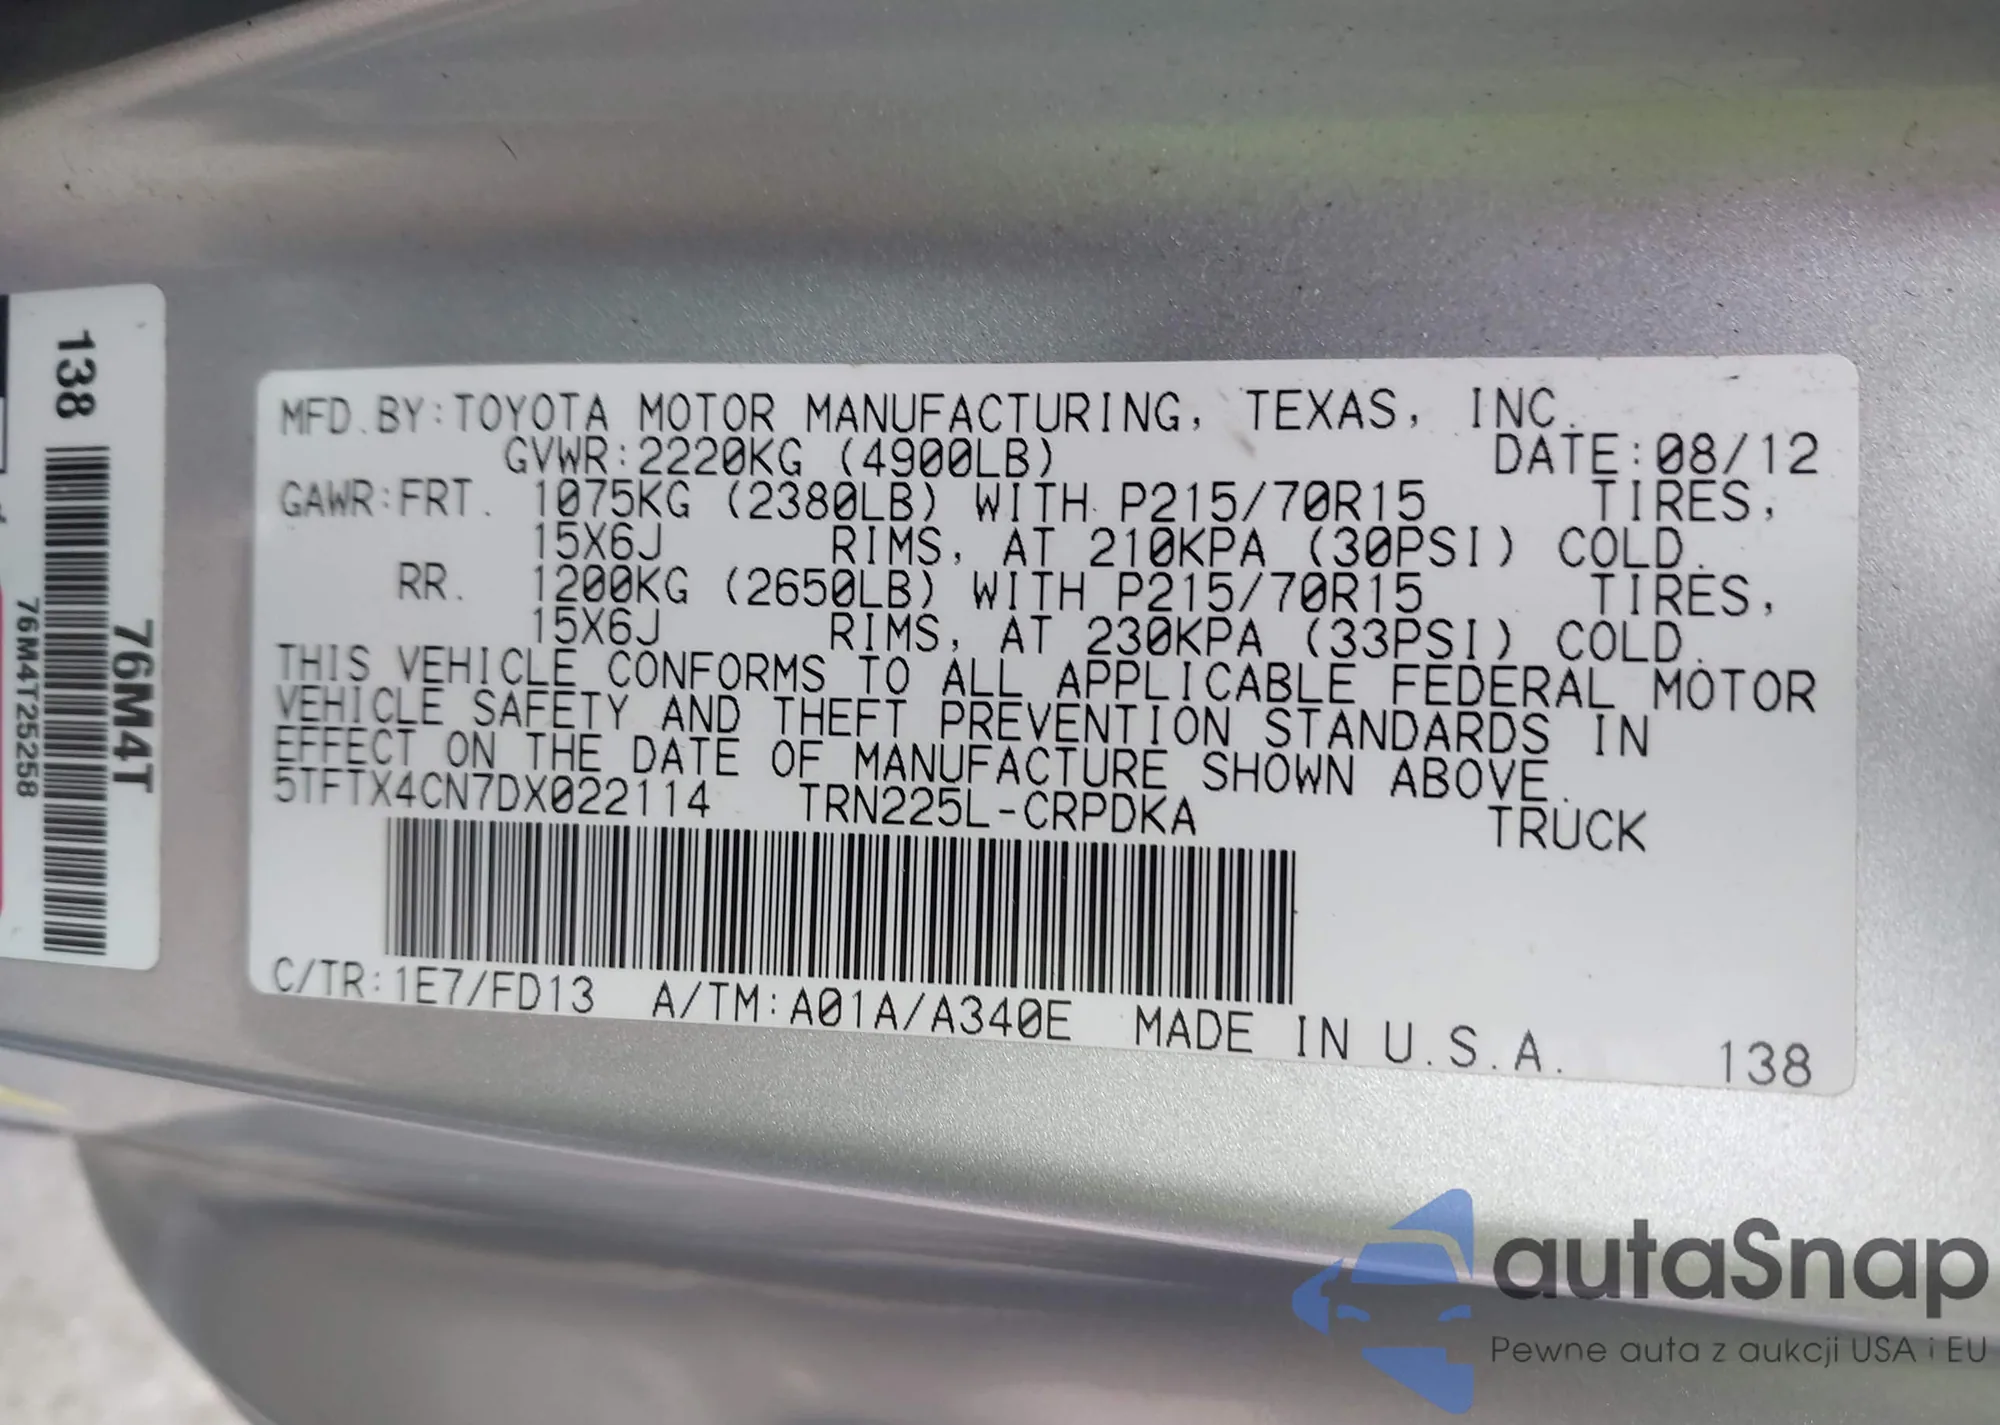 138
76M4T
76M4T25258
MFD.BY:TOYOTA MOTOR MANUFACTURING, TEXAS, INC.
GVWR:2220KG (4900LB) DATE:08/12
GAWR:FRT. 1075KG (2380LB) WITH P215/70R15 TIRES,
15X6J RIMS, AT 210KPA (30PSI) COLD.
RR. 1200KG (2650LB) WITH P215/70R15 TIRES,
15X6J RIMS, AT 230KPA (33PSI) COLD.
THIS VEHICLE CONFORMS TO ALL APPLICABLE FEDERAL MOTOR
VEHICLE SAFETY AND THEFT PREVENTION STANDARDS IN
EFFECT ON THE DATE OF MANUFACTURE SHOWN ABOVE.
5TFTX4CN7DX022114 TRN225L-CRPDKA TRUCK
C/TR:1E7/FD13 A/TM:A01A/A340E MADE IN U.S.A. 138
autaSnap
Pewne auta z aukcji USA i EU